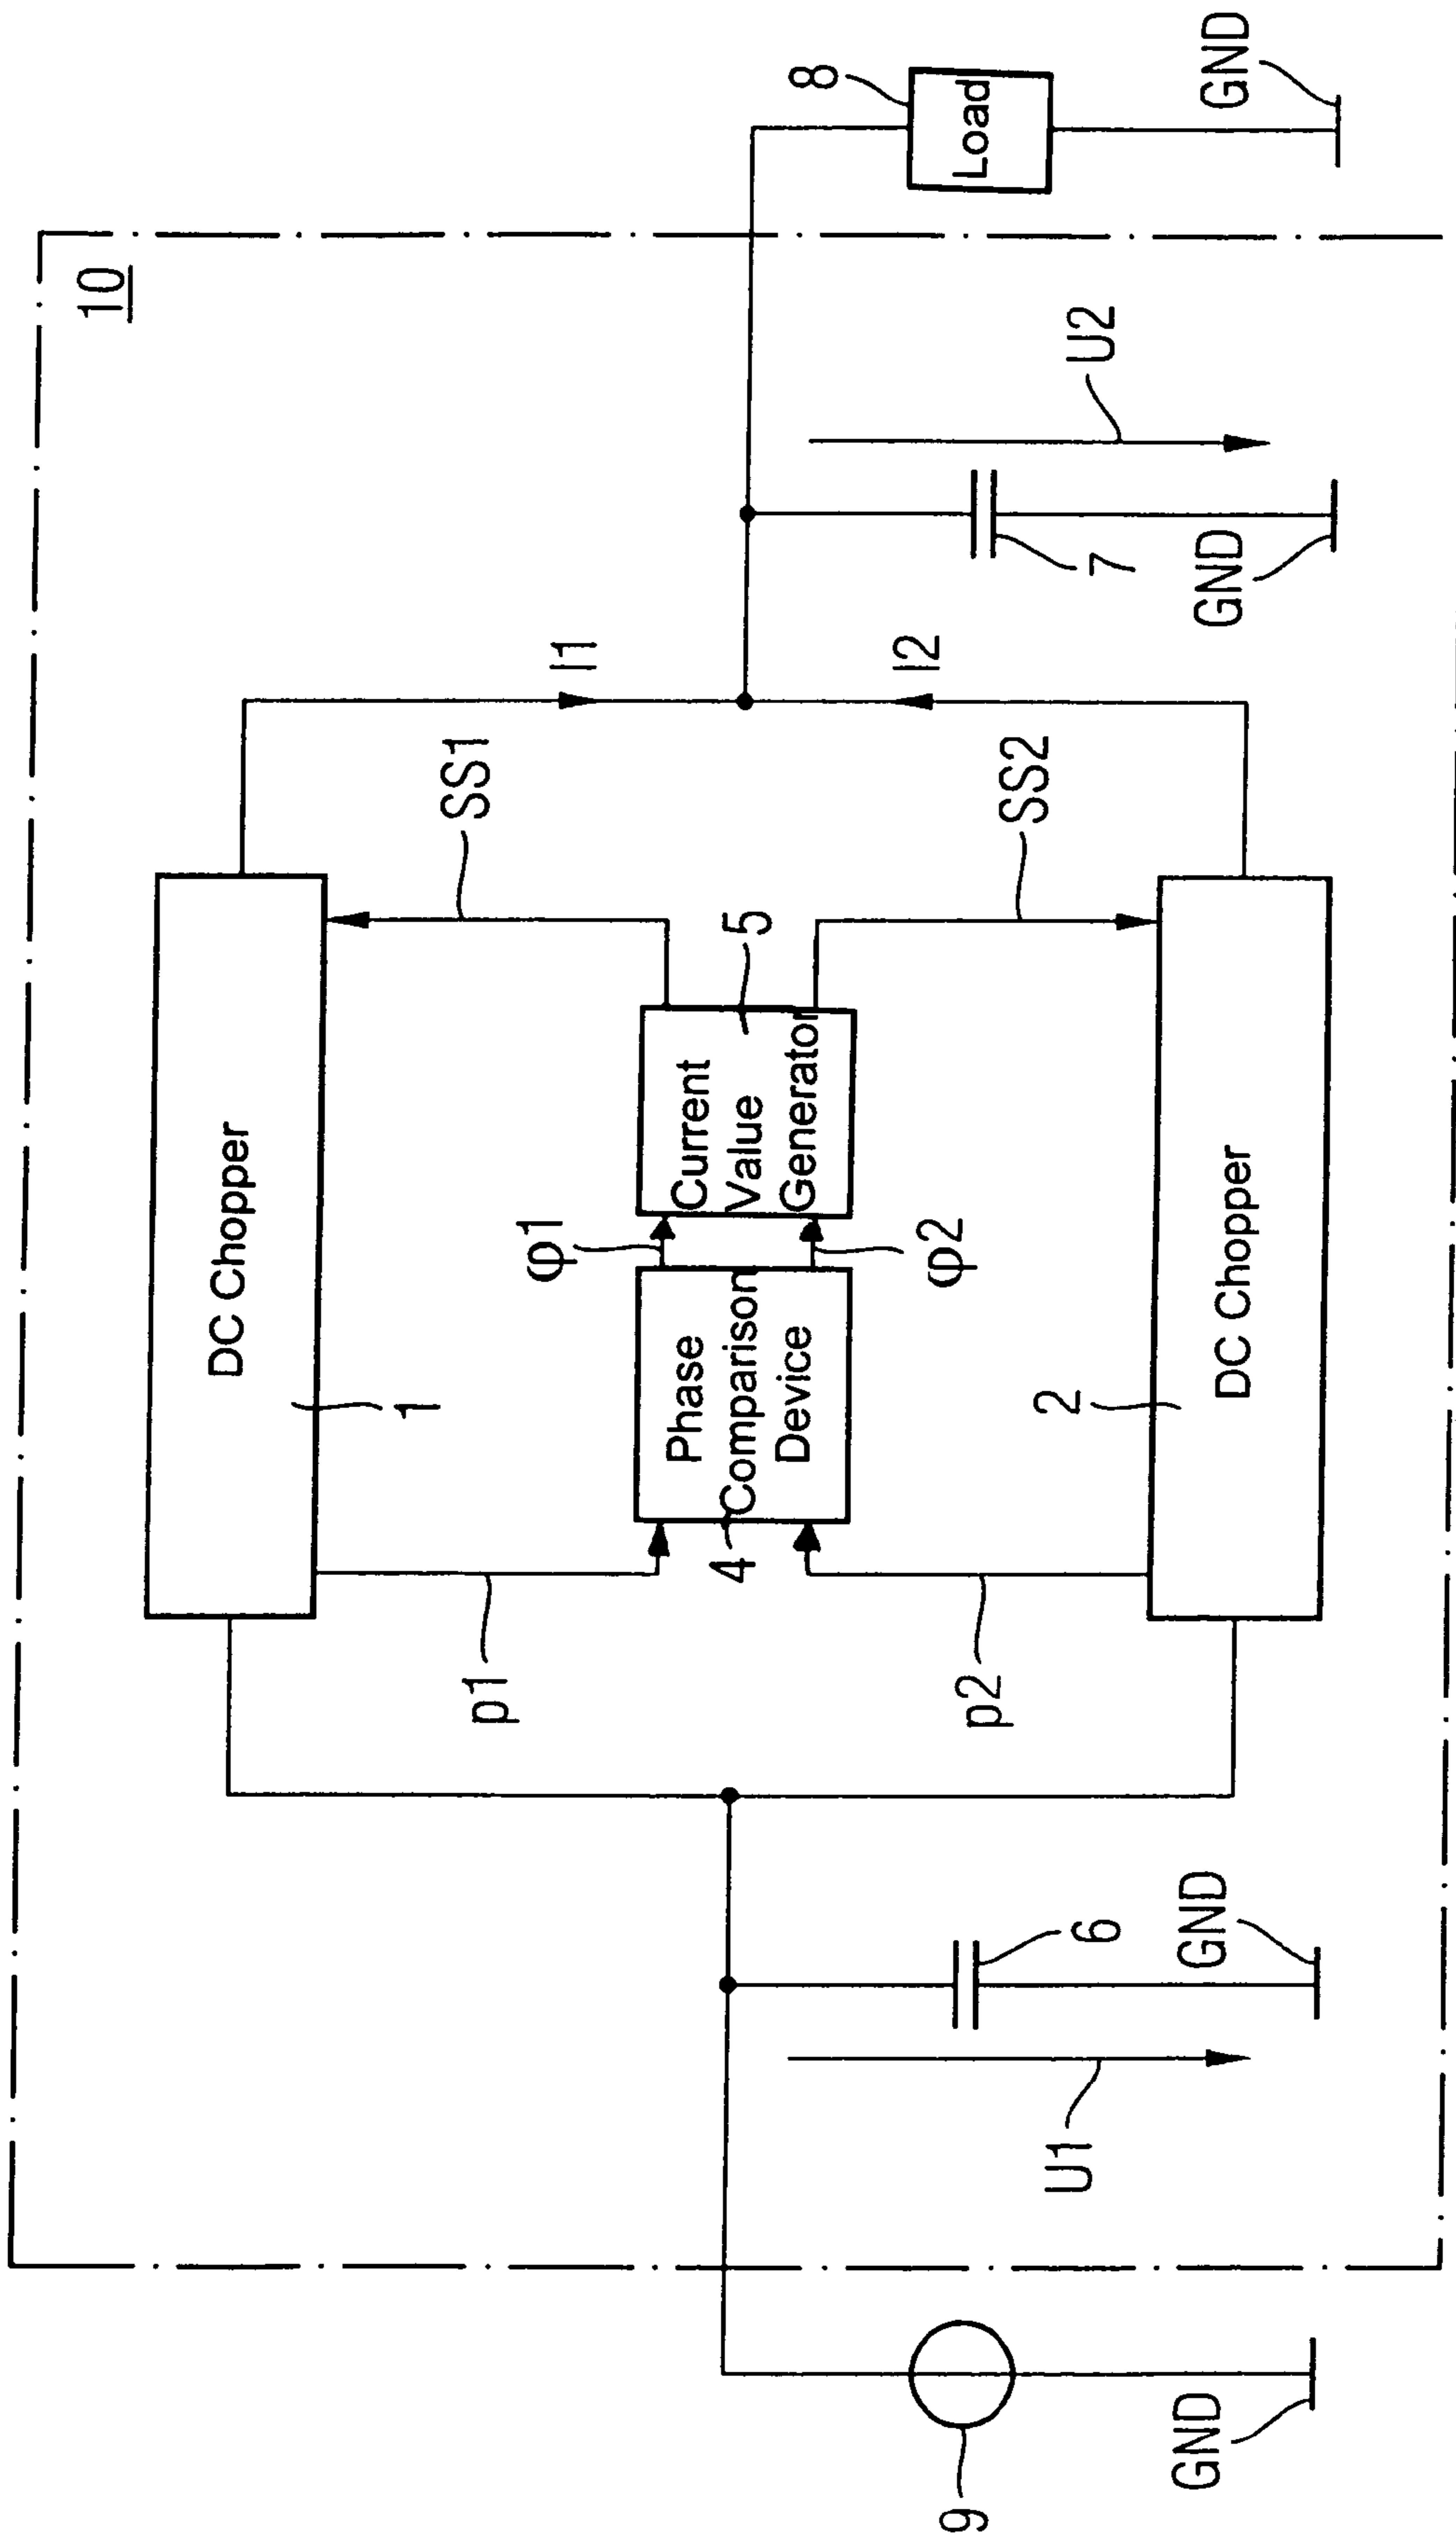 10
DC Chopper
1
I1
SS1
p1
φ1
8
Load
GND
Phase
Comparison
Device
4
Current
Value
Generator
5
φ2
I2
SS2
p2
U2
7
GND
2
DC Chopper
6
GND
U1
9
GND